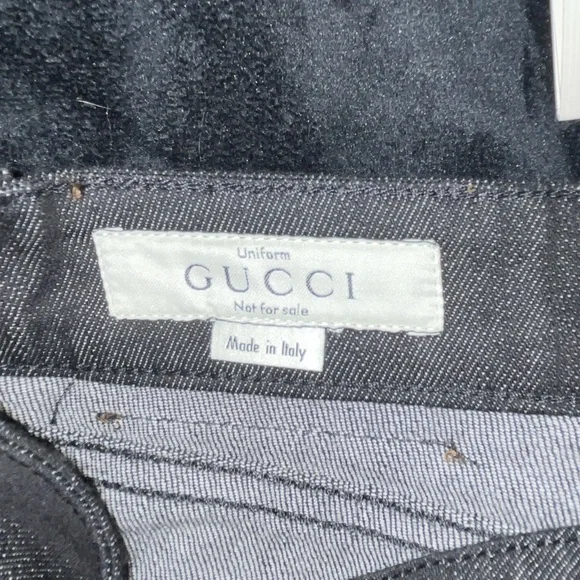 Uniform
GUCCI
Not for sale
Made in Italy